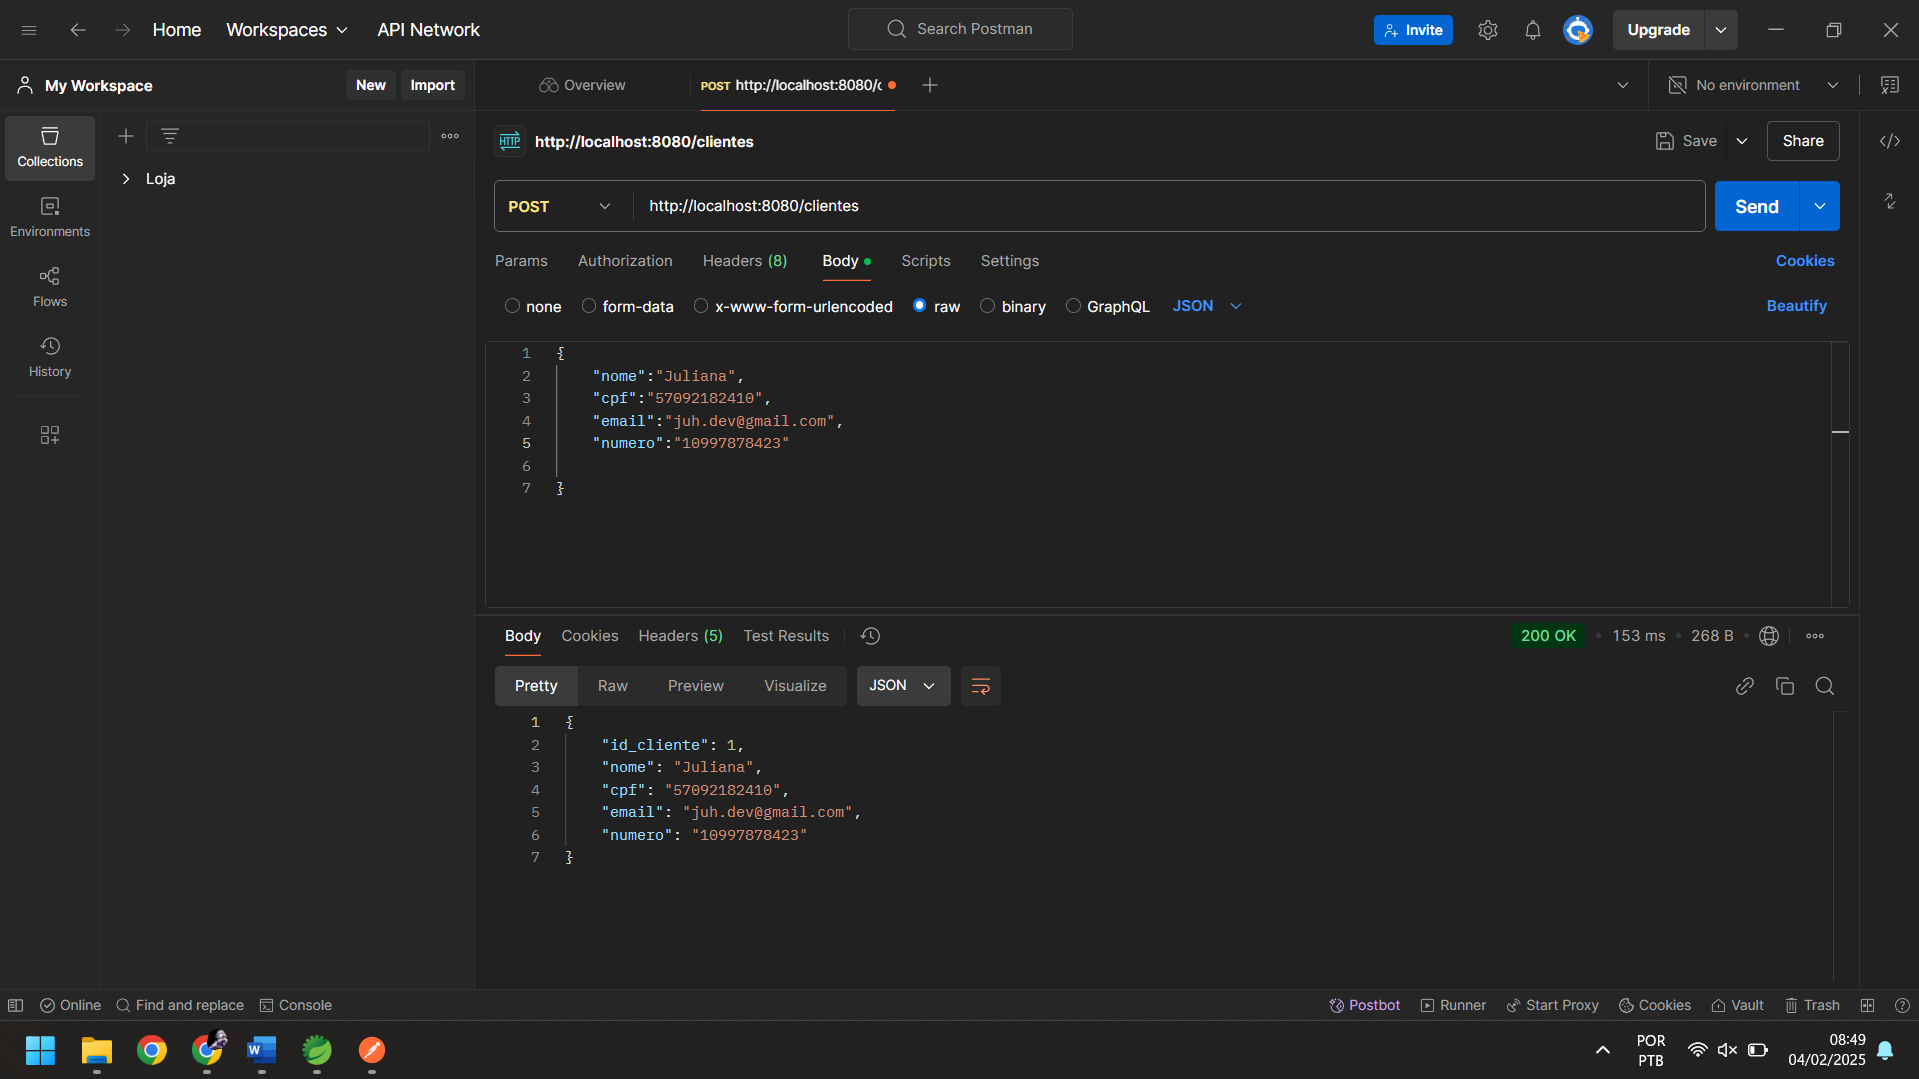 Home Workspaces API Network Search Postman Invite Upgrade
My Workspace New Import Overview POST http://localhost:8080/c No environment
Collections
Loja
Environments
Flows
History
HTTP http://localhost:8080/clientes Save Share
POST http://localhost:8080/clientes Send
Params Authorization Headers (8) Body Scripts Settings Cookies
none form-data x-www-form-urlencoded raw binary GraphQL JSON Beautify
1 {
2 "nome":"Juliana",
3 "cpf":"57092182410",
4 "email":"juh.dev@gmail.com",
5 "numero":"10997878423"
6
7 }
Body Cookies Headers (5) Test Results 200 OK • 153 ms • 268 B •
Pretty Raw Preview Visualize JSON
1 {
2 "id_cliente": 1,
3 "nome": "Juliana",
4 "cpf": "57092182410",
5 "email": "juh.dev@gmail.com",
6 "numero": "10997878423"
7 }
Online Find and replace Console Postbot Runner Start Proxy Cookies Vault Trash
POR
PTB
08:49
04/02/2025